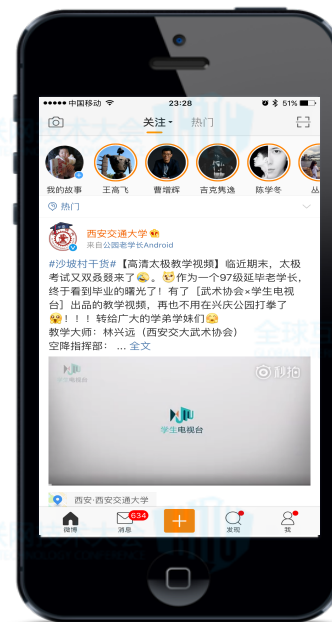 中国移动 23:28 51%
关注 热门
我的故事 王高飞 曹增辉 吉克隽逸 陈学冬 丛
热门
西安交通大学
来自公园老学长Android
#沙坡村干货#【高清太极教学视频】临近期末，太极
考试又双叒叕来了。作为一个97级延毕老学长，
终于看到毕业的曙光了！有了［武术协会×学生电视
台］出品的教学视频，再也不用在兴庆公园打拳了
！！！转给广大的学弟学妹们
教学大师：林兴远（西安交大武术协会）
空降指挥部： ... 全文
秒拍
学生电视台
西安·西安交通大学
634
微博 消息 发现 我